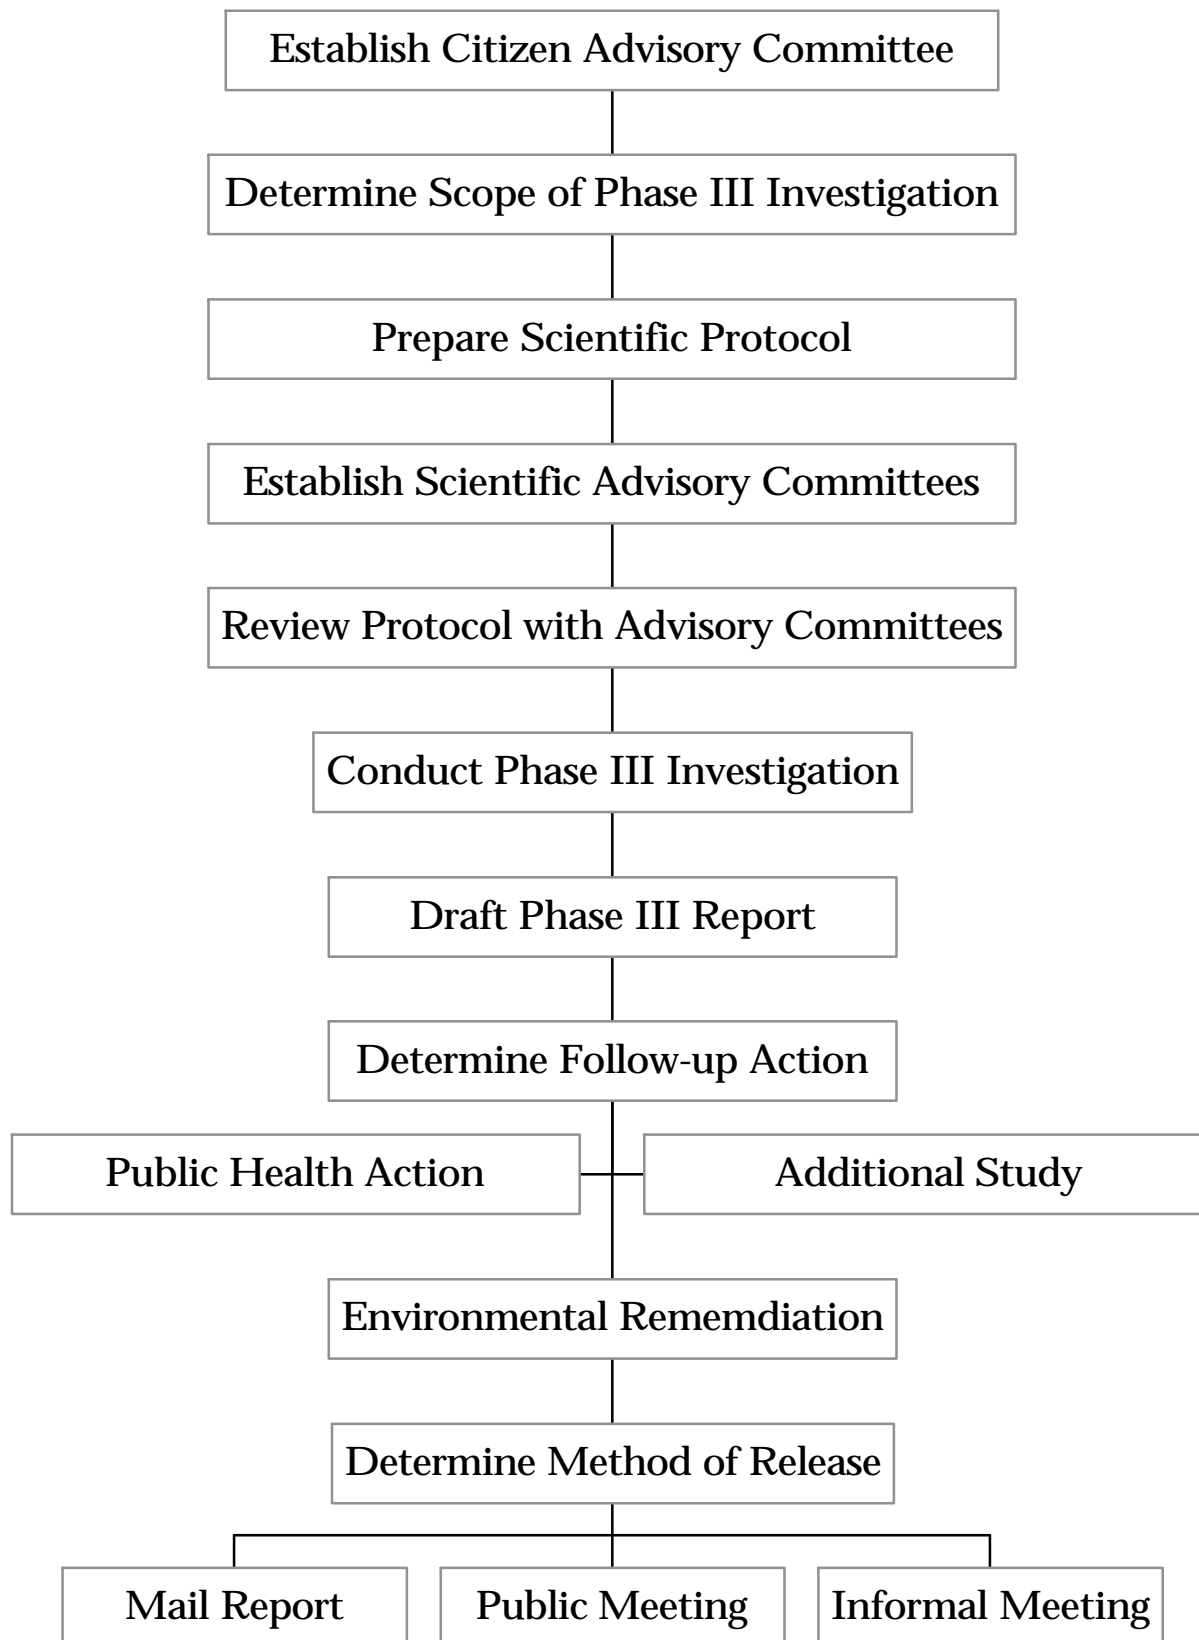 Establish Citizen Advisory Committee
Determine Scope of Phase III Investigation
Prepare Scientific Protocol
Establish Scientific Advisory Committees
Review Protocol with Advisory Committees
Conduct Phase III Investigation
Draft Phase III Report
Determine Follow-up Action
Public Health Action
Additional Study
Environmental Rememdiation
Determine Method of Release
Mail Report
Public Meeting
Informal Meeting